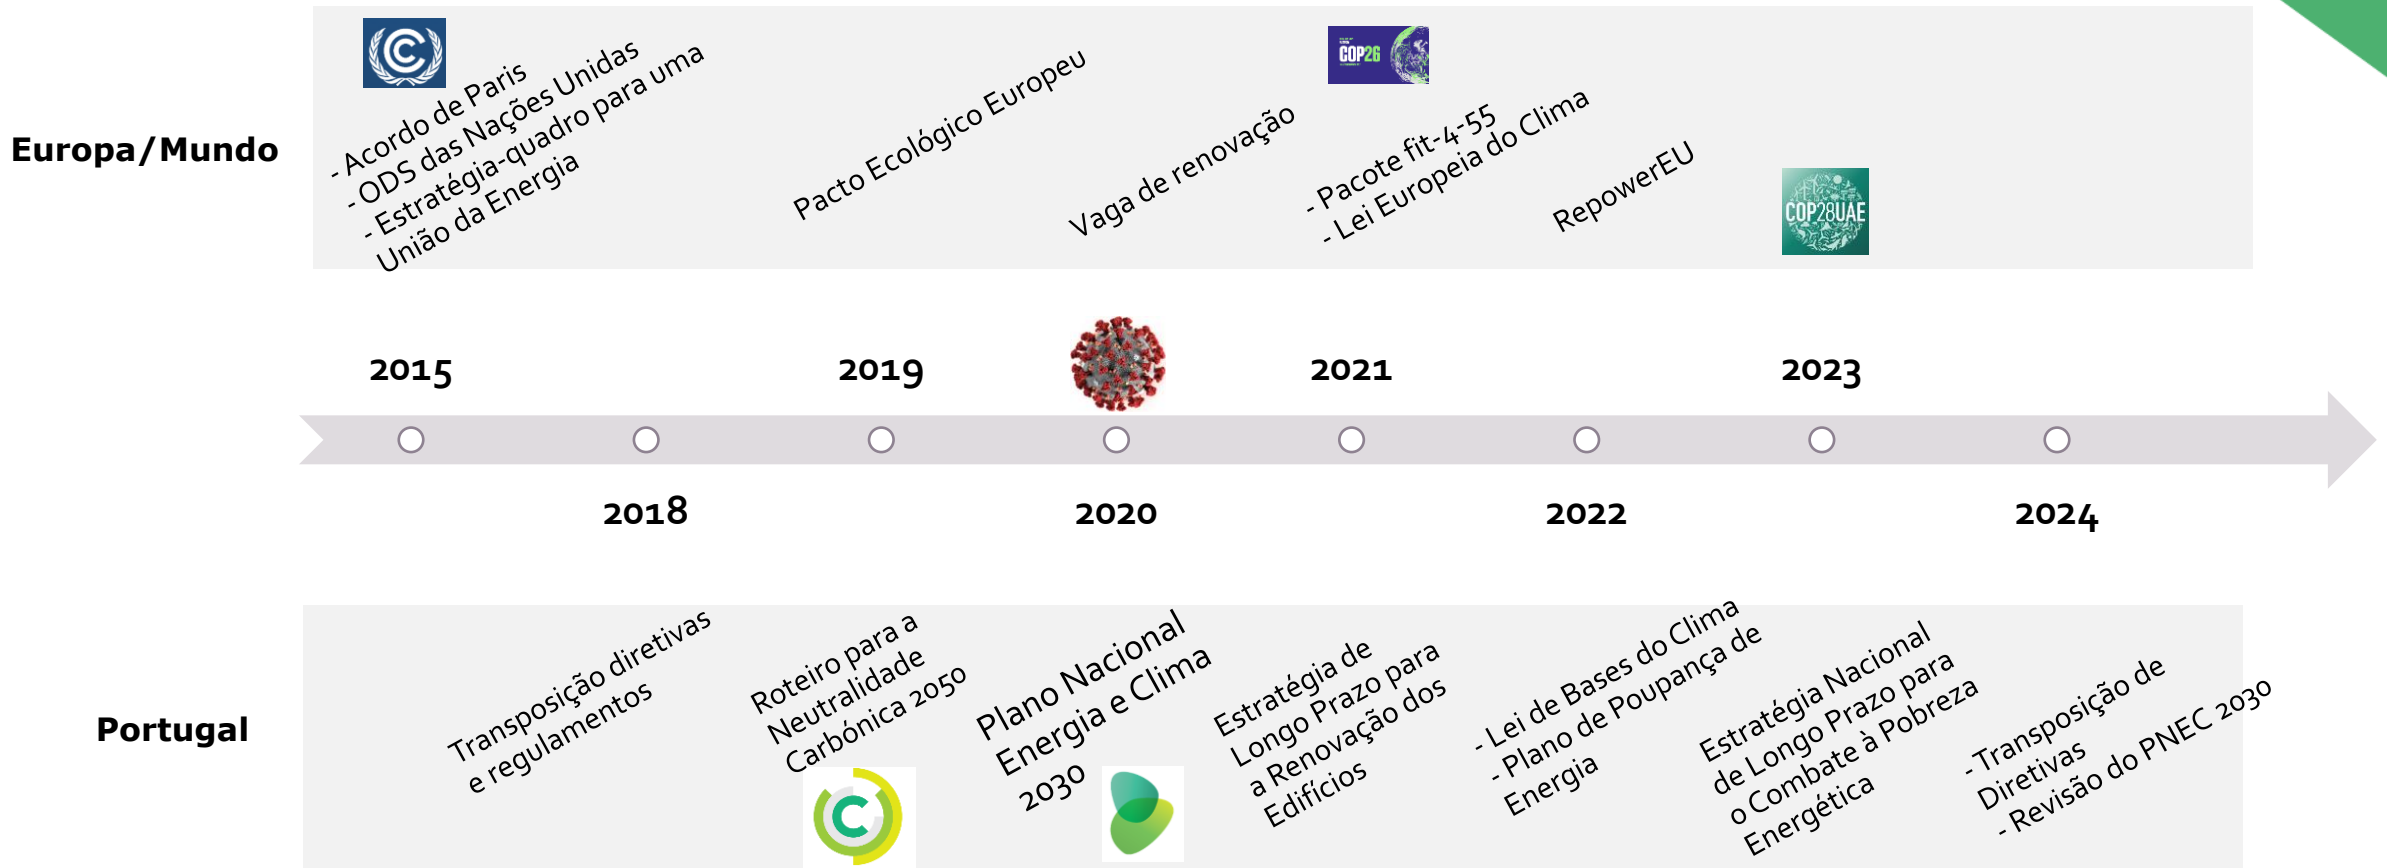 Europa/Mundo
- Acordo de Paris
- ODS das Nações Unidas
- Estratégia-quadro para uma
União da Energia
Pacto Ecológico Europeu
Vaga de renovação
COP26
- Pacote fit-4-55
- Lei Europeia do Clima
RepowerEU
COP28UAE
2015
2019
2021
2023
2018
2020
2022
2024
Portugal
Transposição diretivas
e regulamentos
Roteiro para a
Neutralidade
Carbónica 2050
Plano Nacional
Energia e Clima
2030
Estratégia de
Longo Prazo para
a Renovação dos
Edifícios
- Lei de Bases do Clima
- Plano de Poupança de
Energia
Estratégia Nacional
de Longo Prazo para
o Combate à Pobreza
Energética
- Transposição de
Diretivas
- Revisão do PNEC 2030